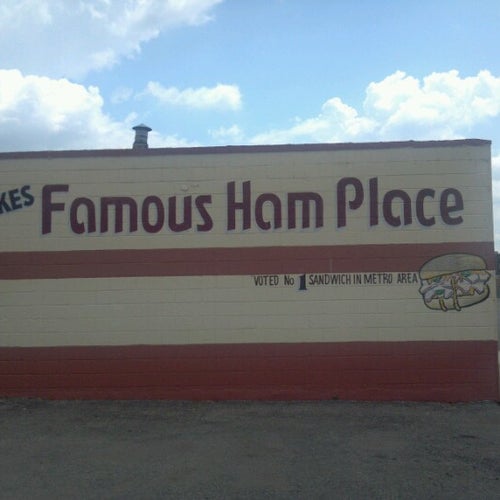 KES Famous Ham Place
VOTED No 1 SANDWICH IN METRO AREA